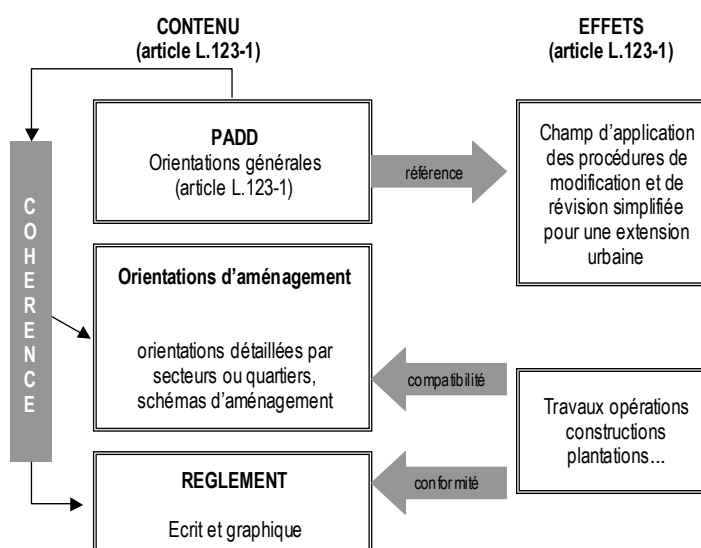 CONTENU
(article L.123-1)
EFFETS
(article L.123-1)
COHERENCE
PADD
Orientations générales
(article L.123-1)
référence
Champ d'application
des procédures de
modification et de
révision simplifiée
pour une extension
urbaine
Orientations d'aménagement
orientations détaillées par
secteurs ou quartiers,
schémas d'aménagement
compatibilité
Travaux opérations
constructions
plantations...
REGLEMENT
Ecrit et graphique
conformité